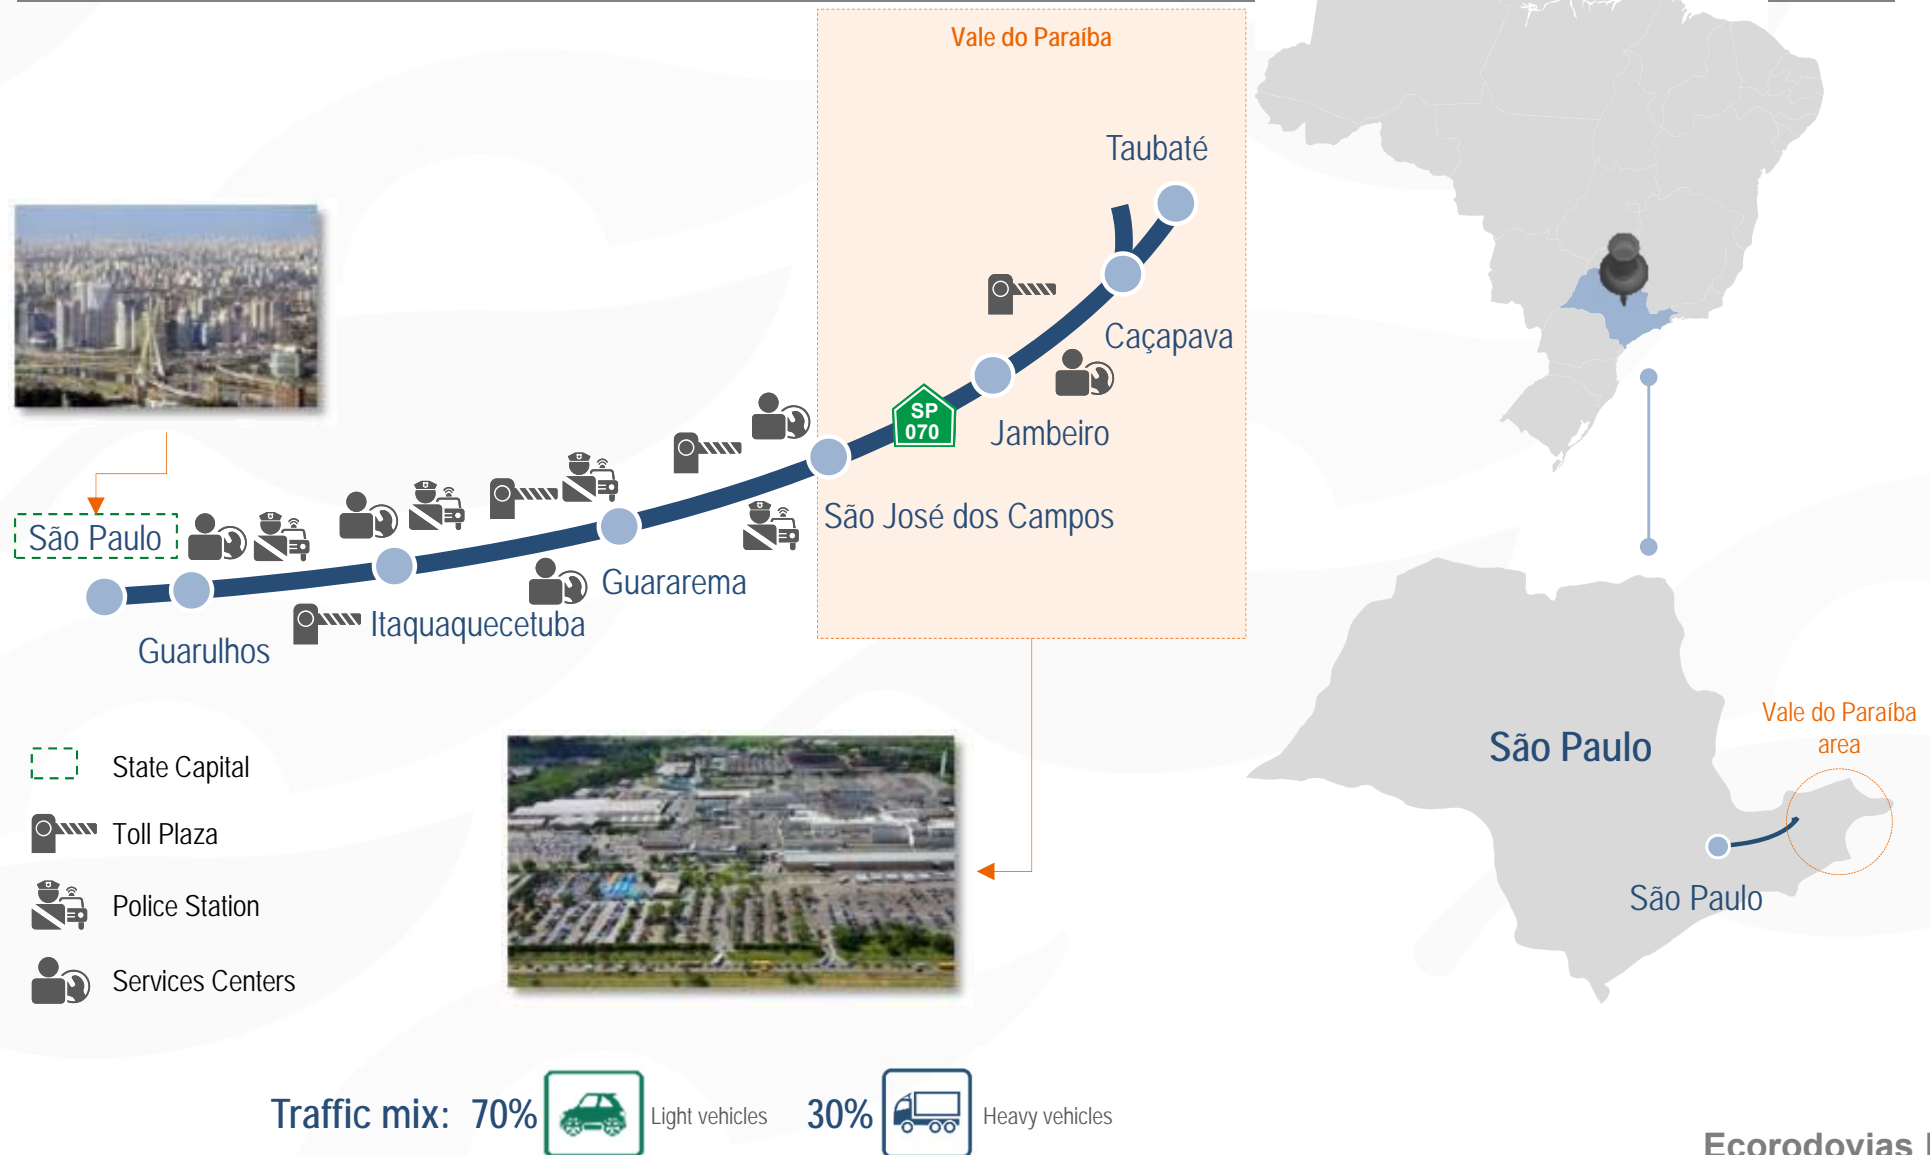 Vale do Paraíba
Taubaté
Caçapava
SP
070
Jambeiro
São José dos Campos
São Paulo
Guararema
Itaquaquecetuba
Guarulhos
Vale do Paraíba
area
São Paulo
São Paulo
State Capital
Toll Plaza
Police Station
Services Centers
Traffic mix: 70% Light vehicles 30% Heavy vehicles
Ecorodovias